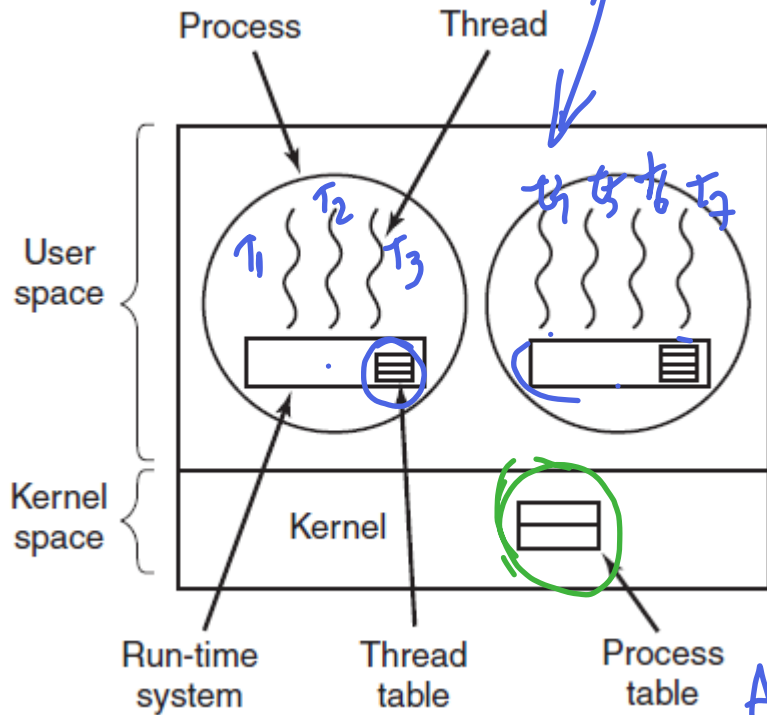 Process
Thread
T1
T2
T3
t4
t5
t6
t7
User
space
Kernel
space
Kernel
Run-time
system
Thread
table
Process
table
A